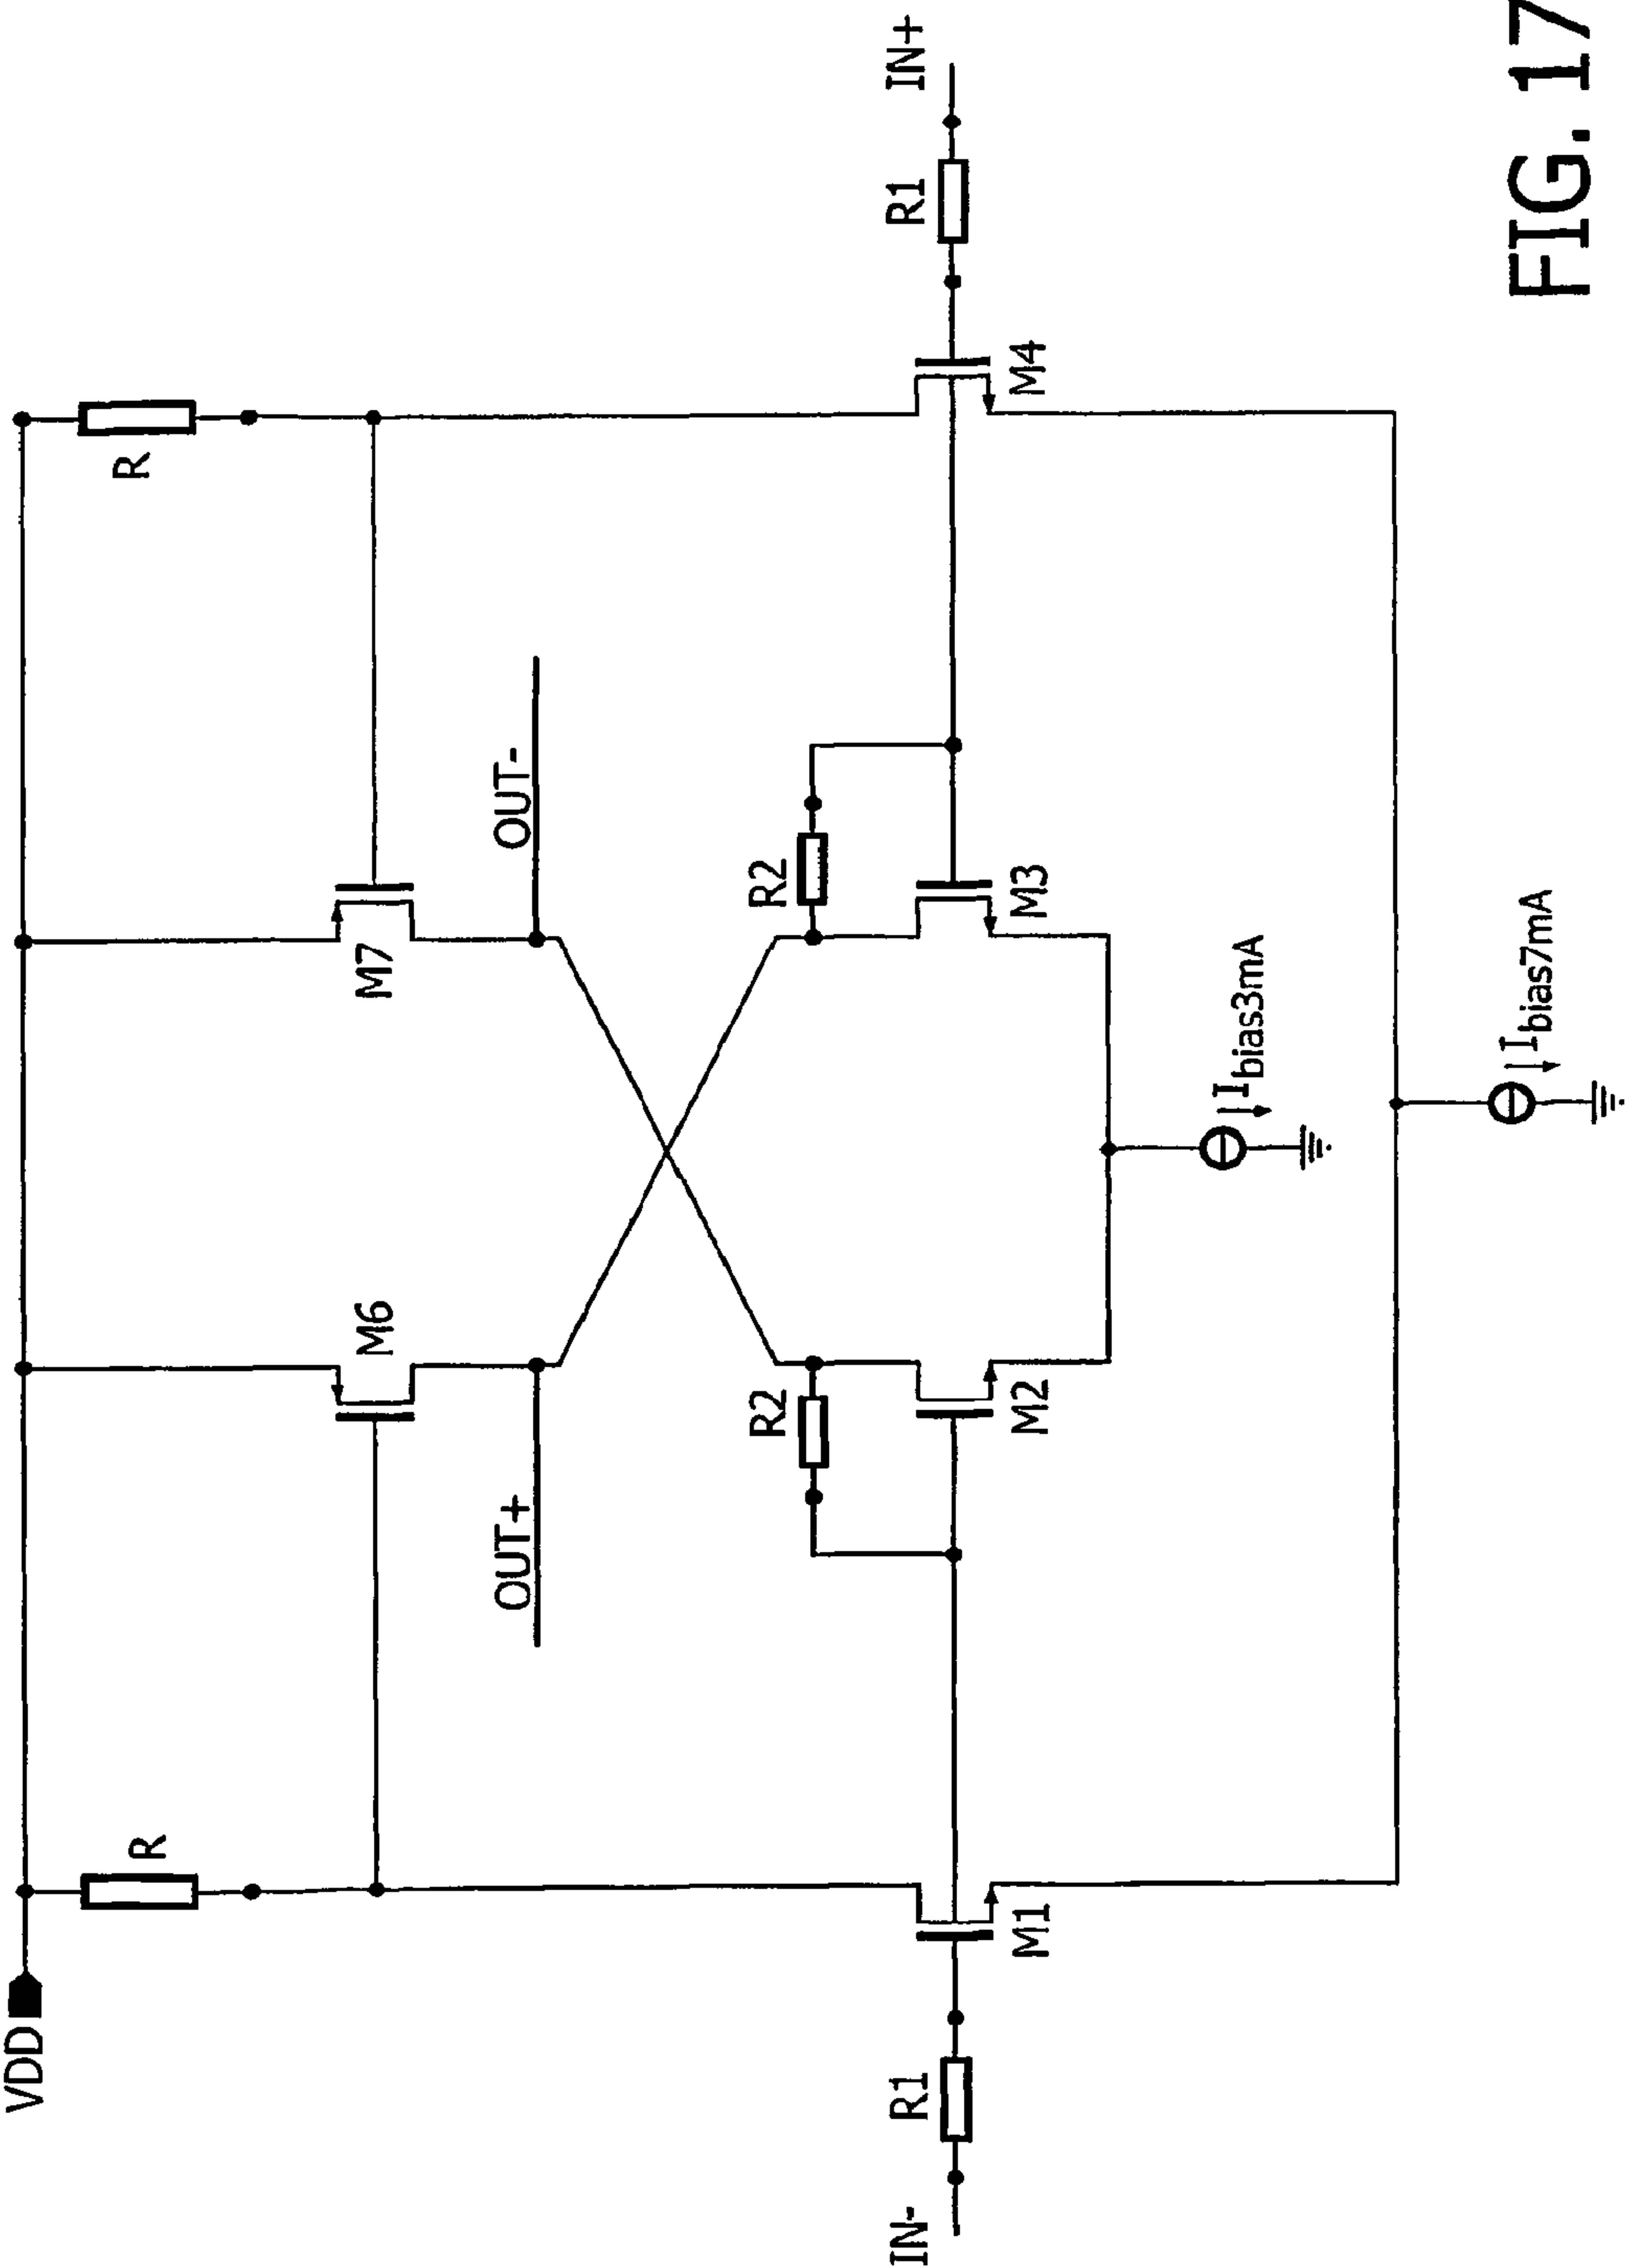 VDD
R
R
M6
M7
OUT+
OUT-
R2
R2
IN-
R1
R1
IN+
M1
M2
M3
M4
Ibias3mA
Ibias7mA
FIG. 17